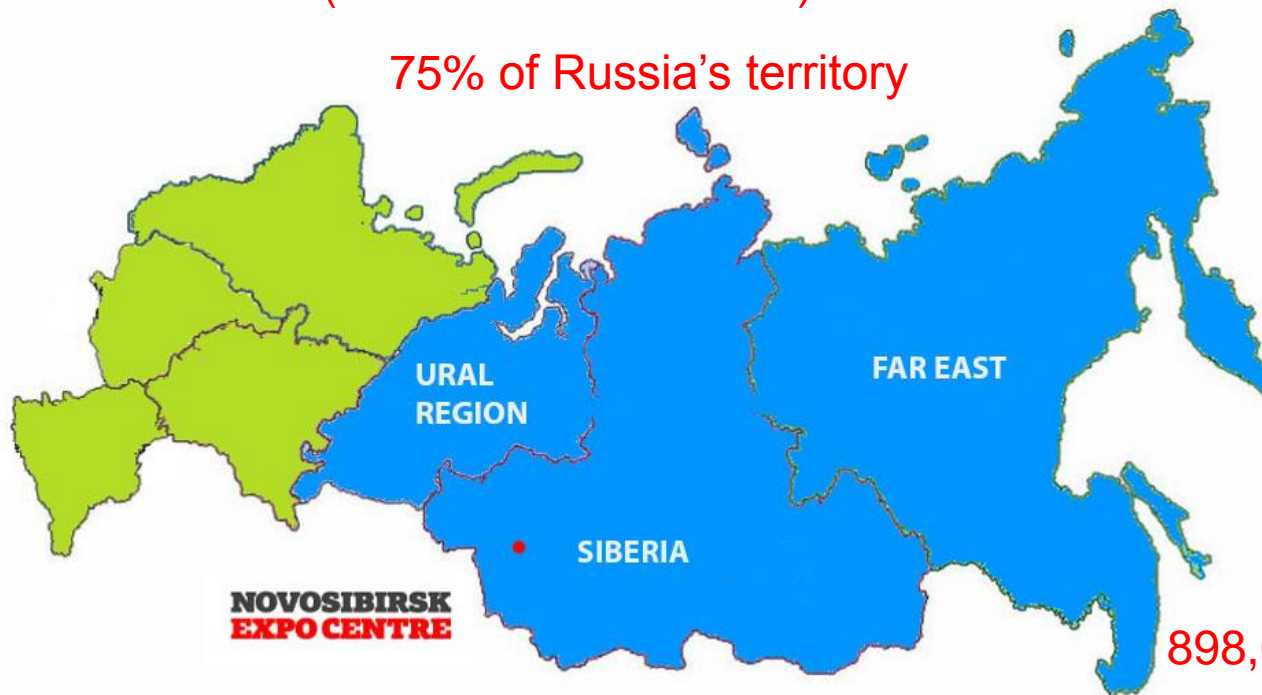 75% of Russia’s territory
URAL
REGION
FAR EAST
SIBERIA
NOVOSIBIRSK
EXPO CENTRE
898,